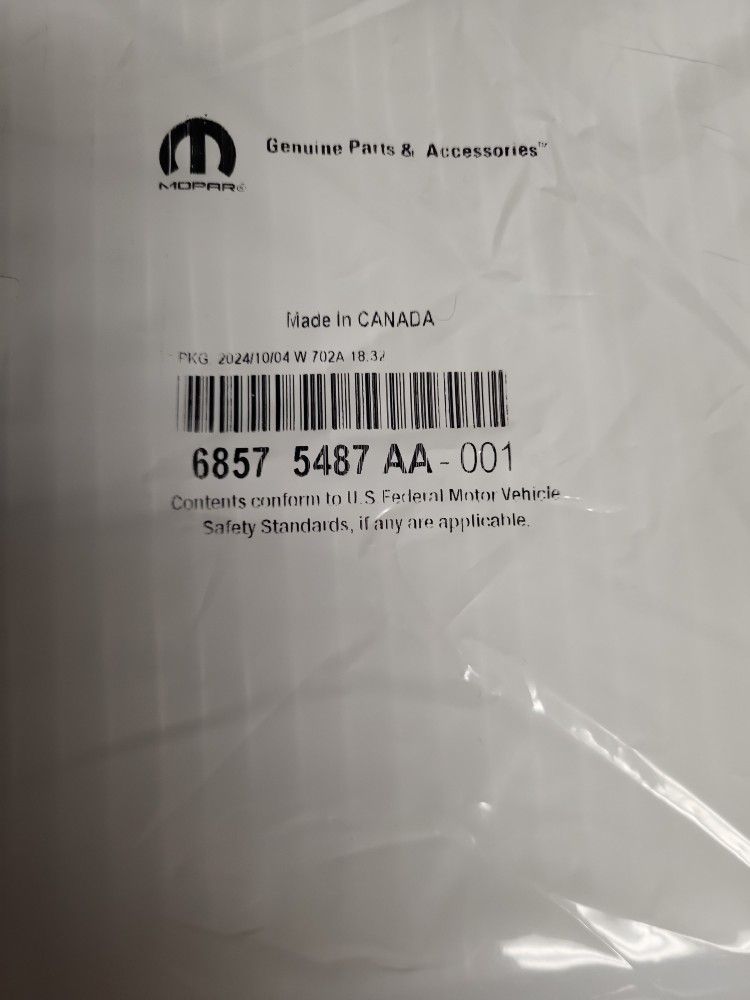 Genuine Parts & Accessories™
MOPAR®
Made In CANADA
PKG. 2024/10/04 W 702A 18.32
6857 5487 AA - 001
Contents conform to U.S Federal Motor Vehicle
Safety Standards, if any are applicable.